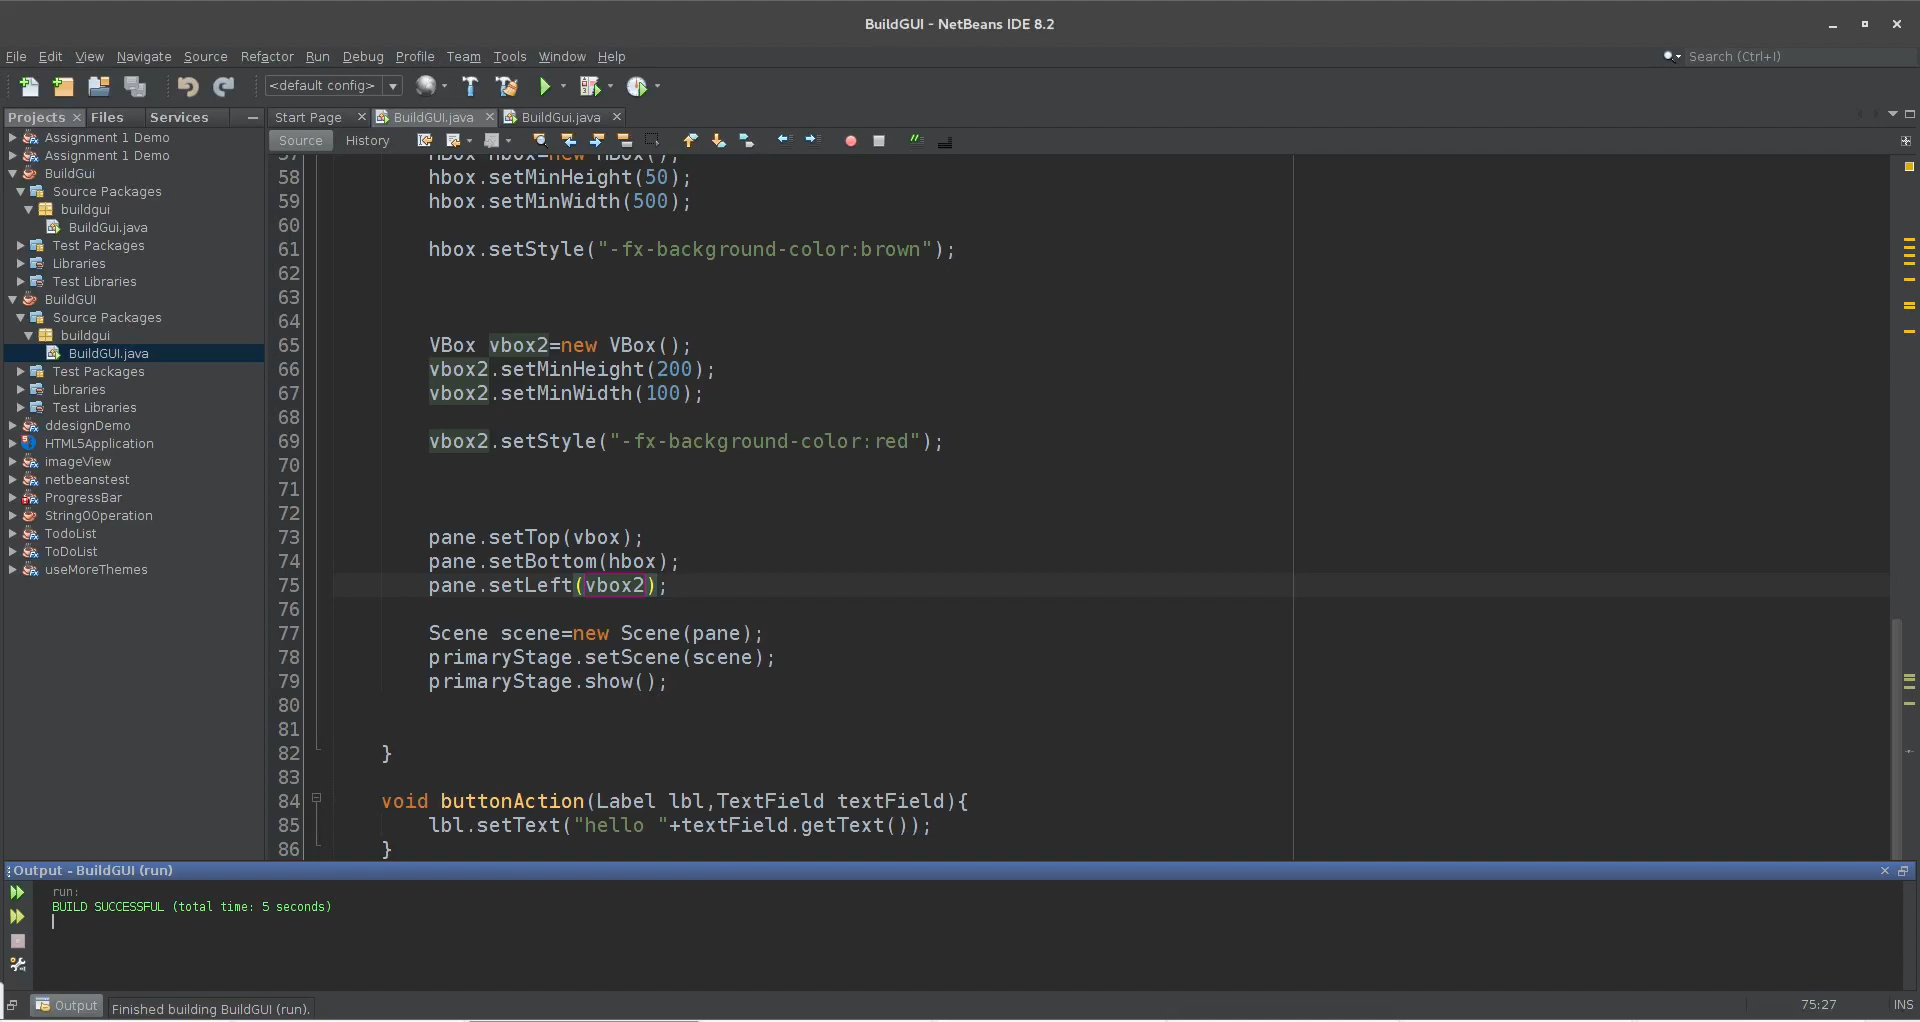 BuildGUI - NetBeans IDE 8.2
File Edit View Navigate Source Refactor Run Debug Profile Team Tools Window Help
Search (Ctrl+I)
<default config>
Projects Files Services
Start Page BuildGUI.java BuildGui.java
Source History
Assignment 1 Demo
Assignment 1 Demo
BuildGui
Source Packages
buildgui
BuildGui.java
Test Packages
Libraries
Test Libraries
BuildGUI
Source Packages
buildgui
BuildGUI.java
Test Packages
Libraries
Test Libraries
ddesignDemo
HTML5Application
imageView
netbeanstest
ProgressBar
StringOOperation
TodoList
ToDoList
useMoreThemes
57 HBox hbox=new HBox();
58 hbox.setMinHeight(50);
59 hbox.setMinWidth(500);
60
61 hbox.setStyle("-fx-background-color:brown");
62
63
64
65 VBox vbox2=new VBox();
66 vbox2.setMinHeight(200);
67 vbox2.setMinWidth(100);
68
69 vbox2.setStyle("-fx-background-color:red");
70
71
72
73 pane.setTop(vbox);
74 pane.setBottom(hbox);
75 pane.setLeft(vbox2);
76
77 Scene scene=new Scene(pane);
78 primaryStage.setScene(scene);
79 primaryStage.show();
80
81
82 }
83
84 void buttonAction(Label lbl,TextField textField){
85 lbl.setText("hello "+textField.getText());
86 }
Output - BuildGUI (run)
run:
BUILD SUCCESSFUL (total time: 5 seconds)
Output Finished building BuildGUI (run).
75:27 INS